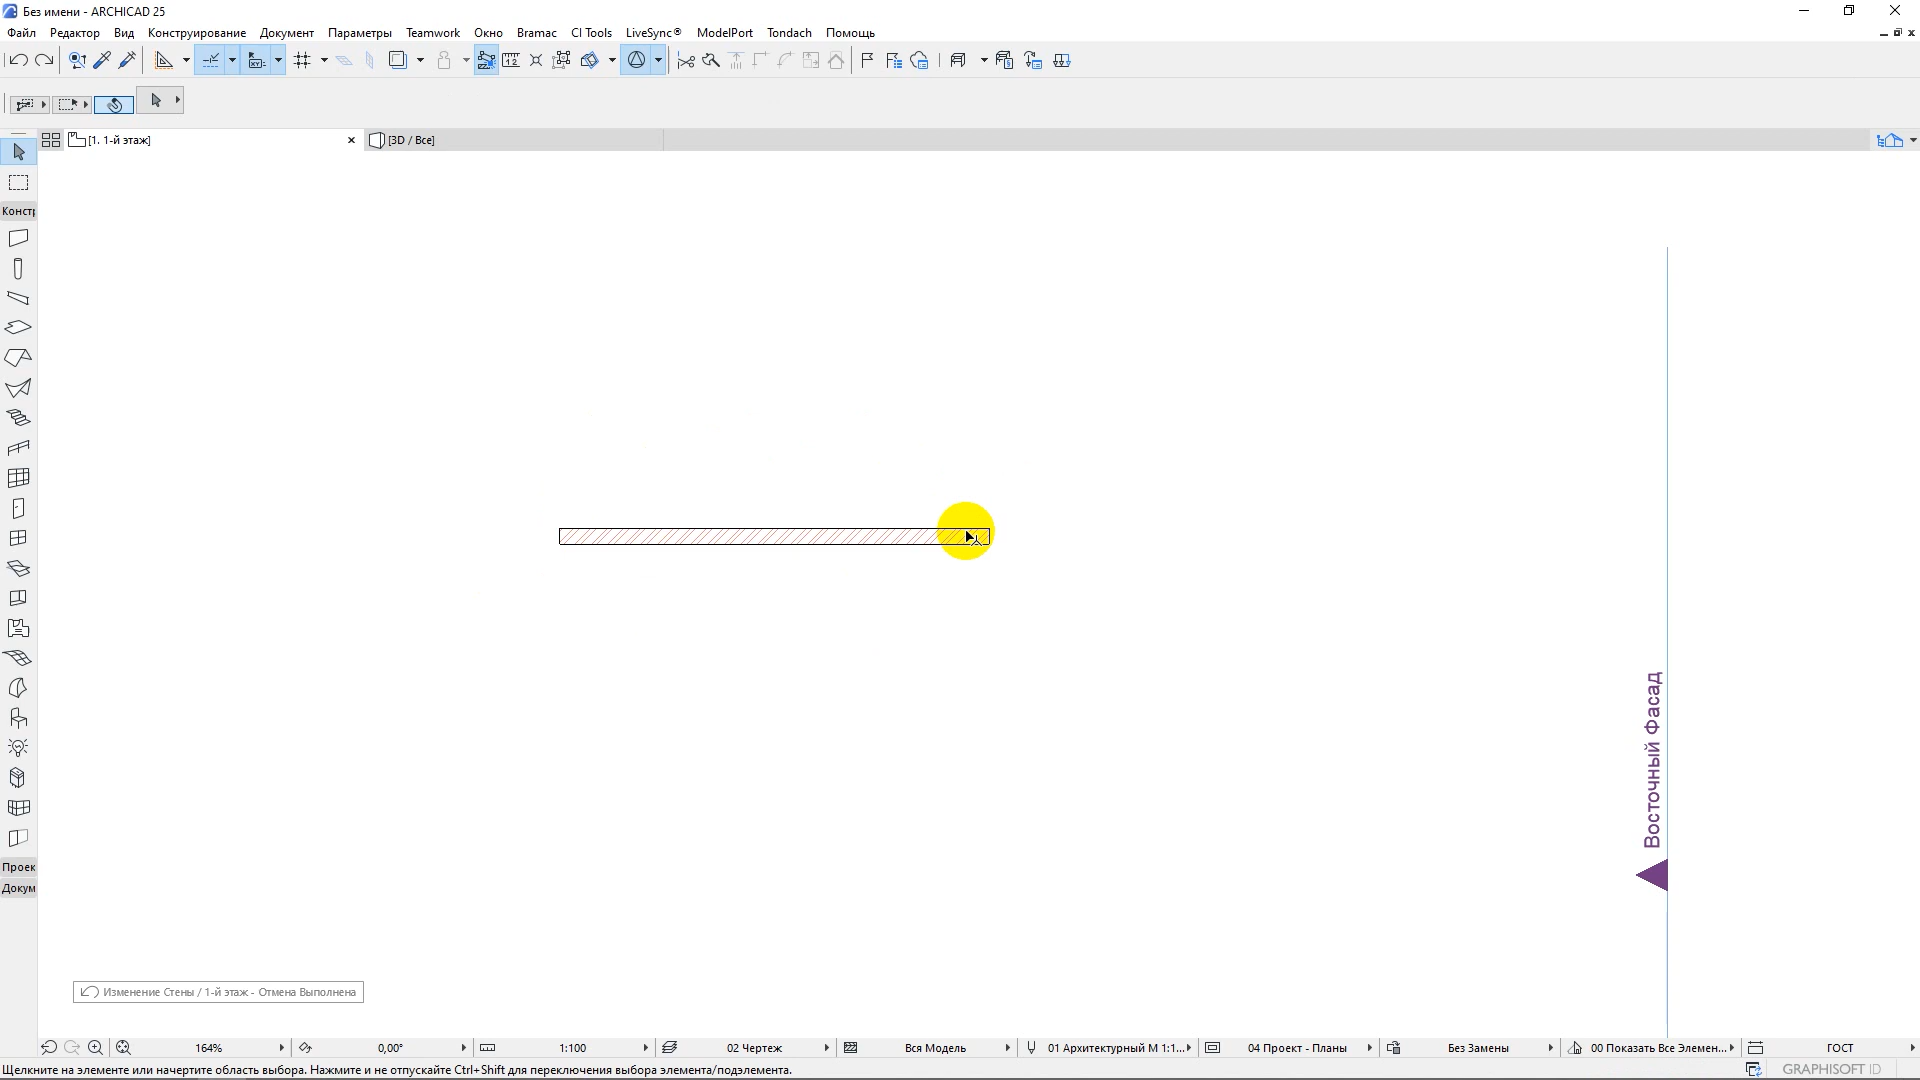 Без имени - ARCHICAD 25
Файл Редактор Вид Конструирование Документ Параметры Teamwork Окно Bramac CI Tools LiveSync® ModelPort Tondach Помощь
[1. 1-й этаж] [3D / Все]
Констр
Восточный Фасад
Проек
Докум
Изменение Стены / 1-й этаж - Отмена Выполнена
164% 0,00° 1:100 02 Чертеж Вся Модель 01 Архитектурный М 1:1... 04 Проект - Планы Без Замены 00 Показать Все Элемен... ГОСТ
Щелкните на элементе или начертите область выбора. Нажмите и не отпускайте Ctrl+Shift для переключения выбора элемента/подэлемента.
GRAPHISOFT ID